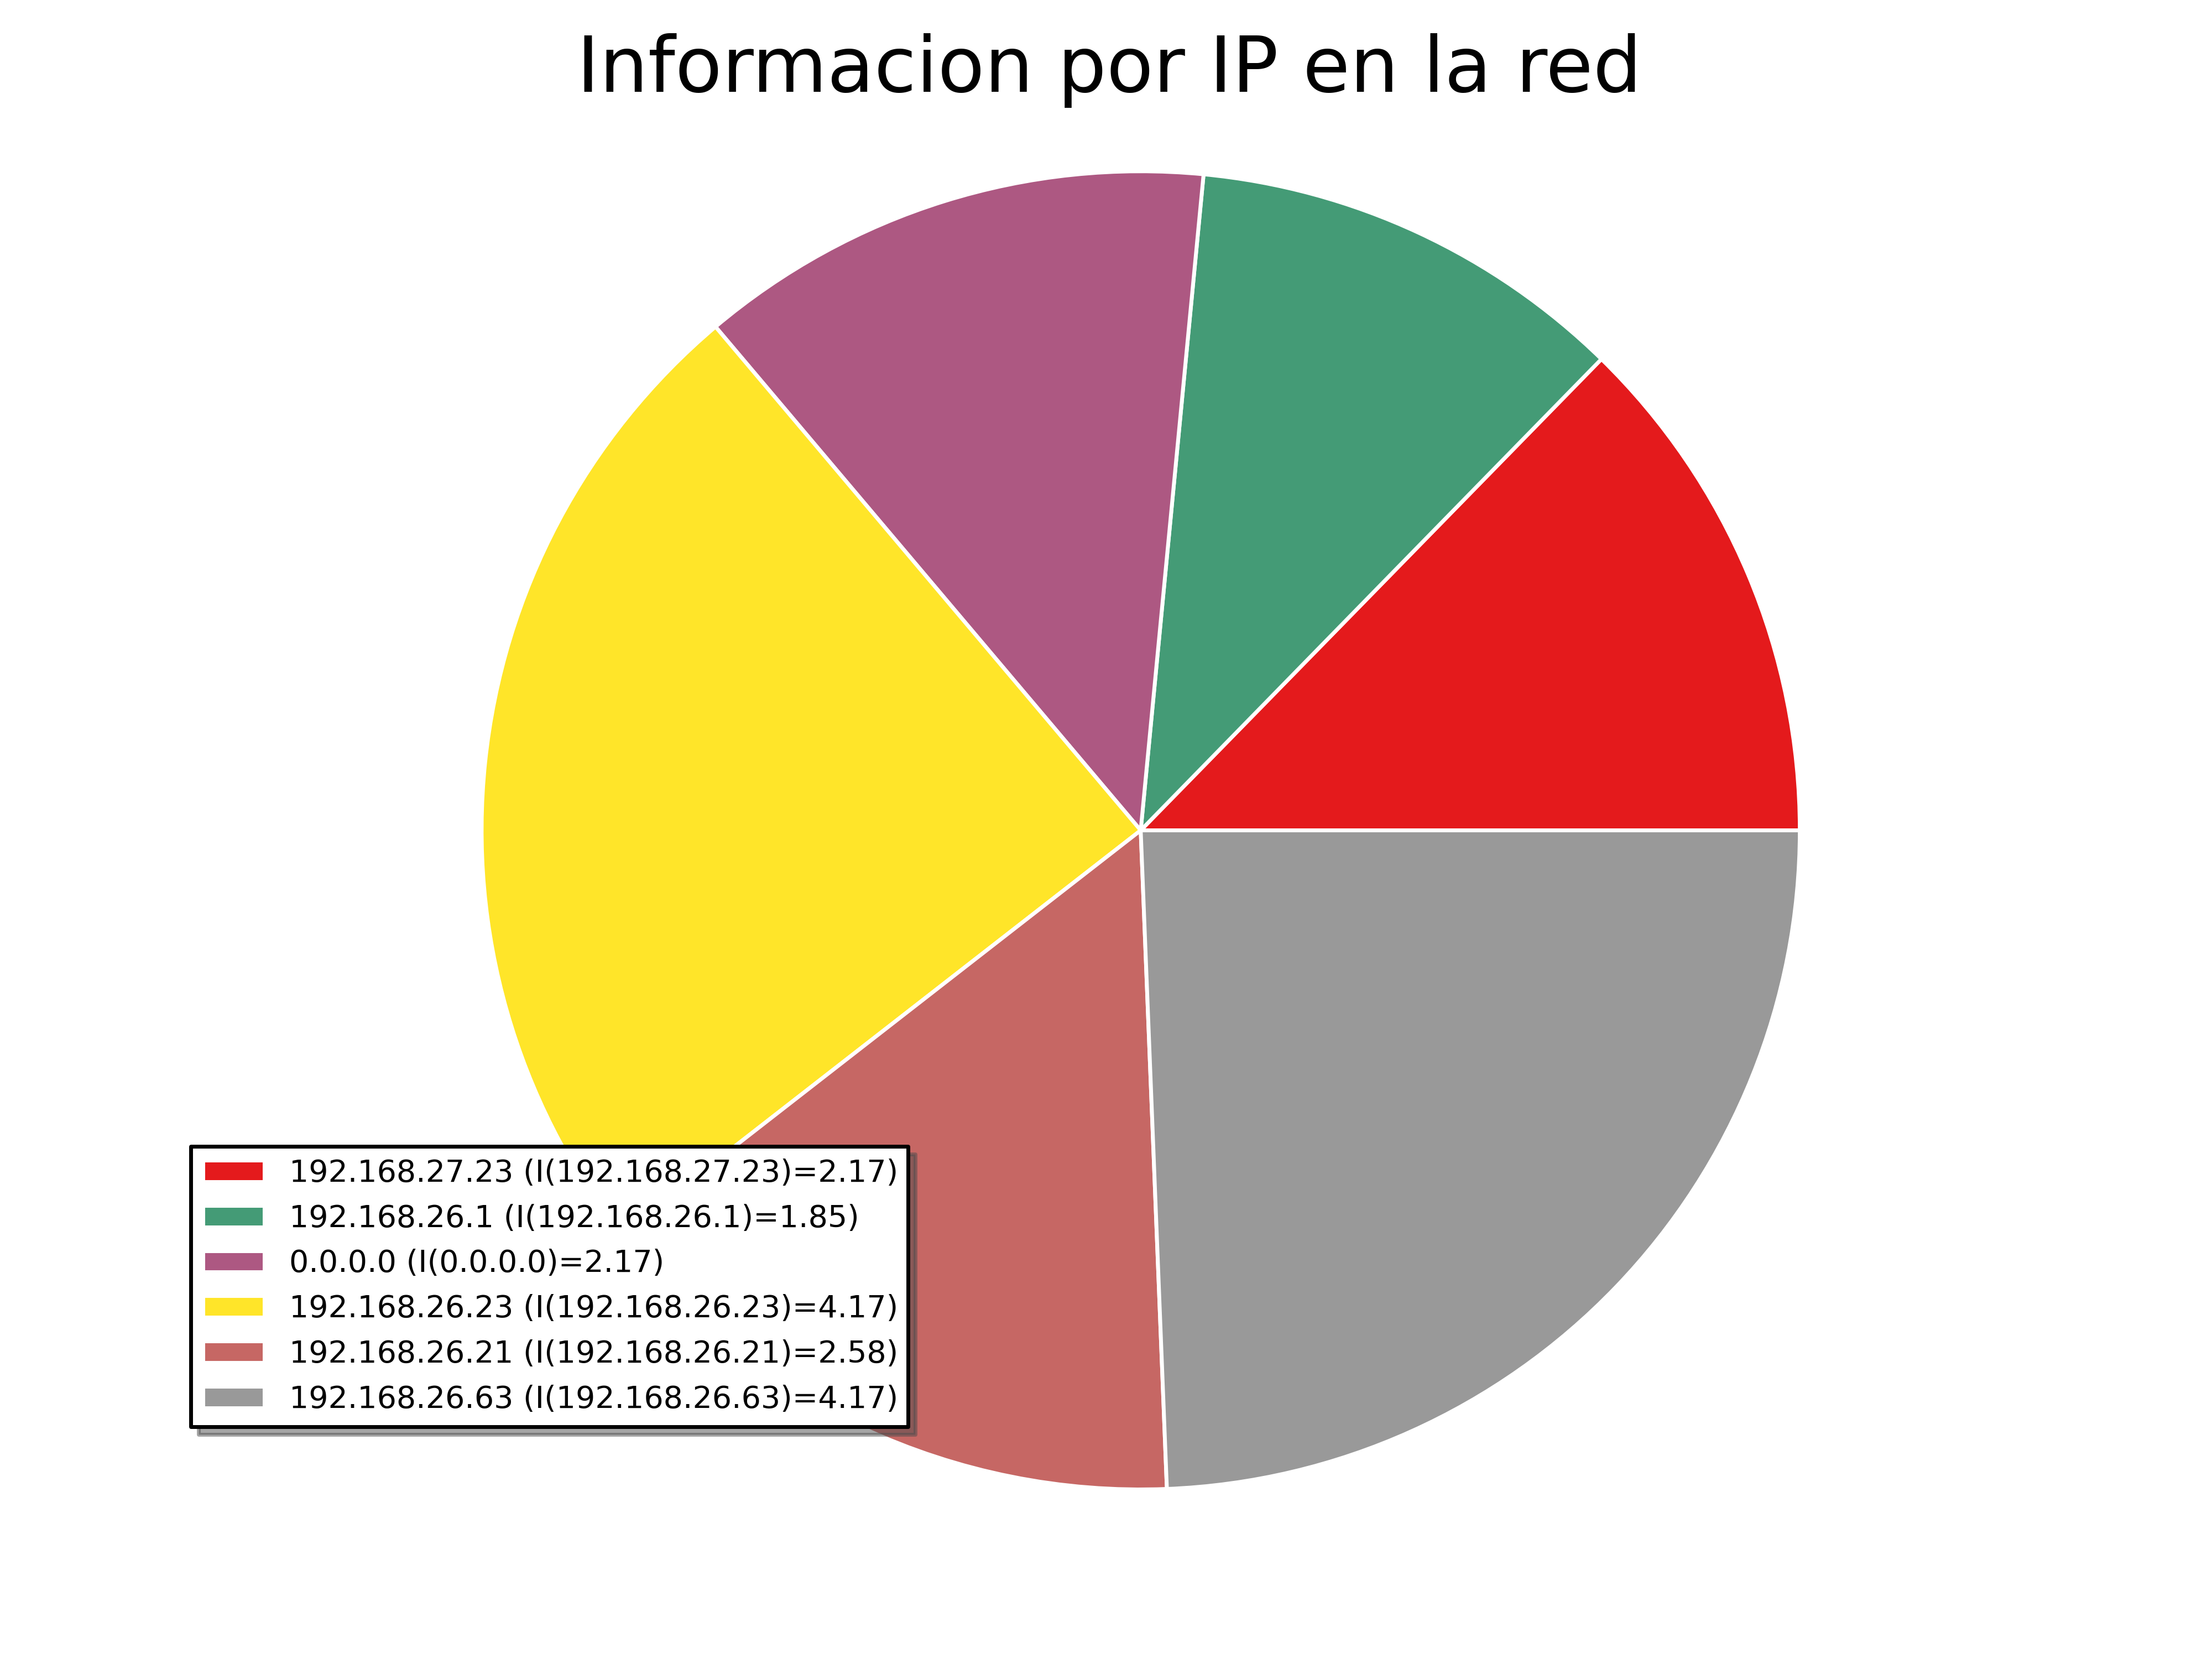 Informacion por IP en la red
192.168.27.23 (I(192.168.27.23)=2.17)
192.168.26.1 (I(192.168.26.1)=1.85)
0.0.0.0 (I(0.0.0.0)=2.17)
192.168.26.23 (I(192.168.26.23)=4.17)
192.168.26.21 (I(192.168.26.21)=2.58)
192.168.26.63 (I(192.168.26.63)=4.17)